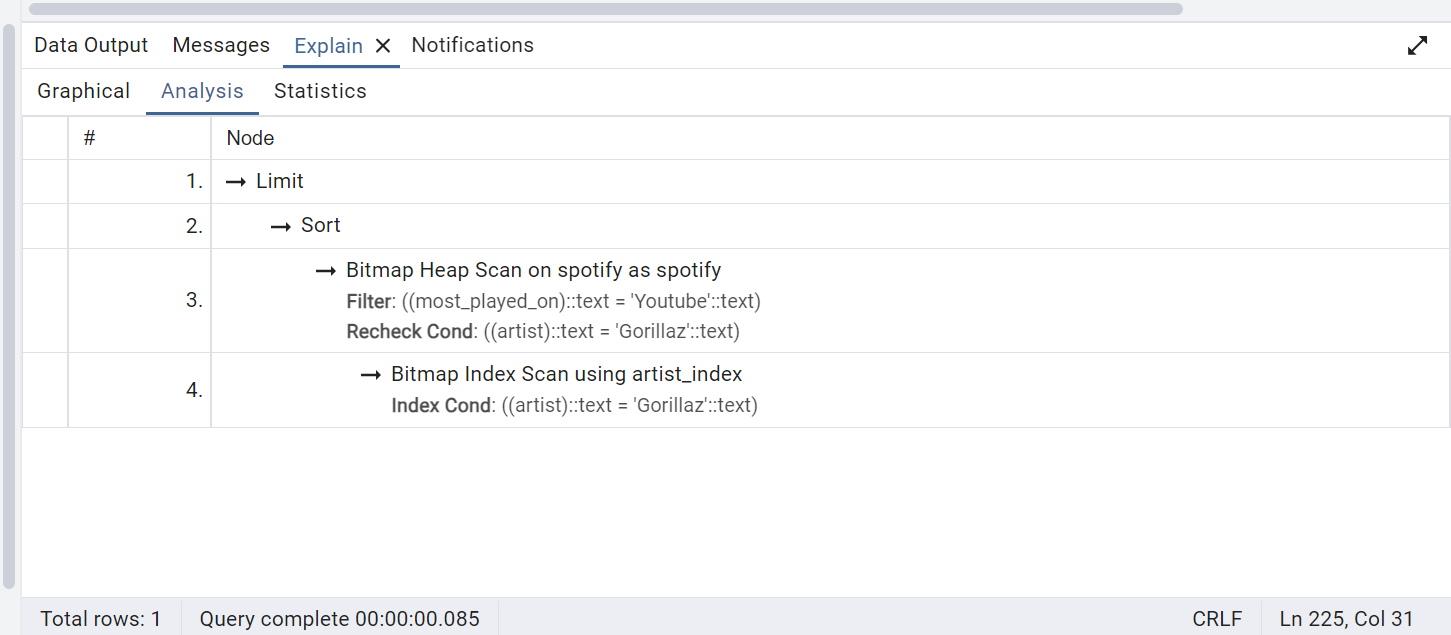 Data Output Messages Explain Notifications
Graphical Analysis Statistics
# Node
1. → Limit
2. → Sort
3. → Bitmap Heap Scan on spotify as spotify
Filter: ((most_played_on)::text = 'Youtube'::text)
Recheck Cond: ((artist)::text = 'Gorillaz'::text)
4. → Bitmap Index Scan using artist_index
Index Cond: ((artist)::text = 'Gorillaz'::text)
Total rows: 1 Query complete 00:00:00.085 CRLF Ln 225, Col 31